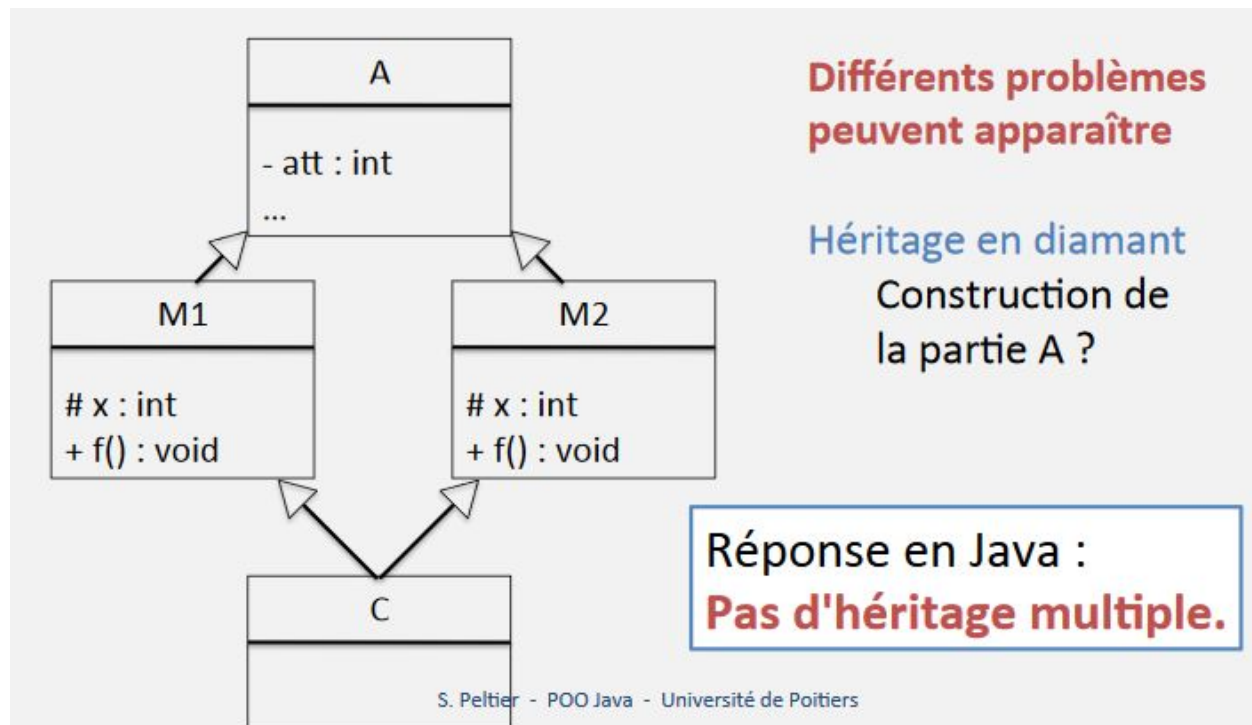 A
- att : int
...
M1
# x : int
+ f() : void
M2
# x : int
+ f() : void
C
Différents problèmes
peuvent apparaître
Héritage en diamant
Construction de
la partie A ?
Réponse en Java :
Pas d'héritage multiple.
S. Peltier - POO Java - Université de Poitiers